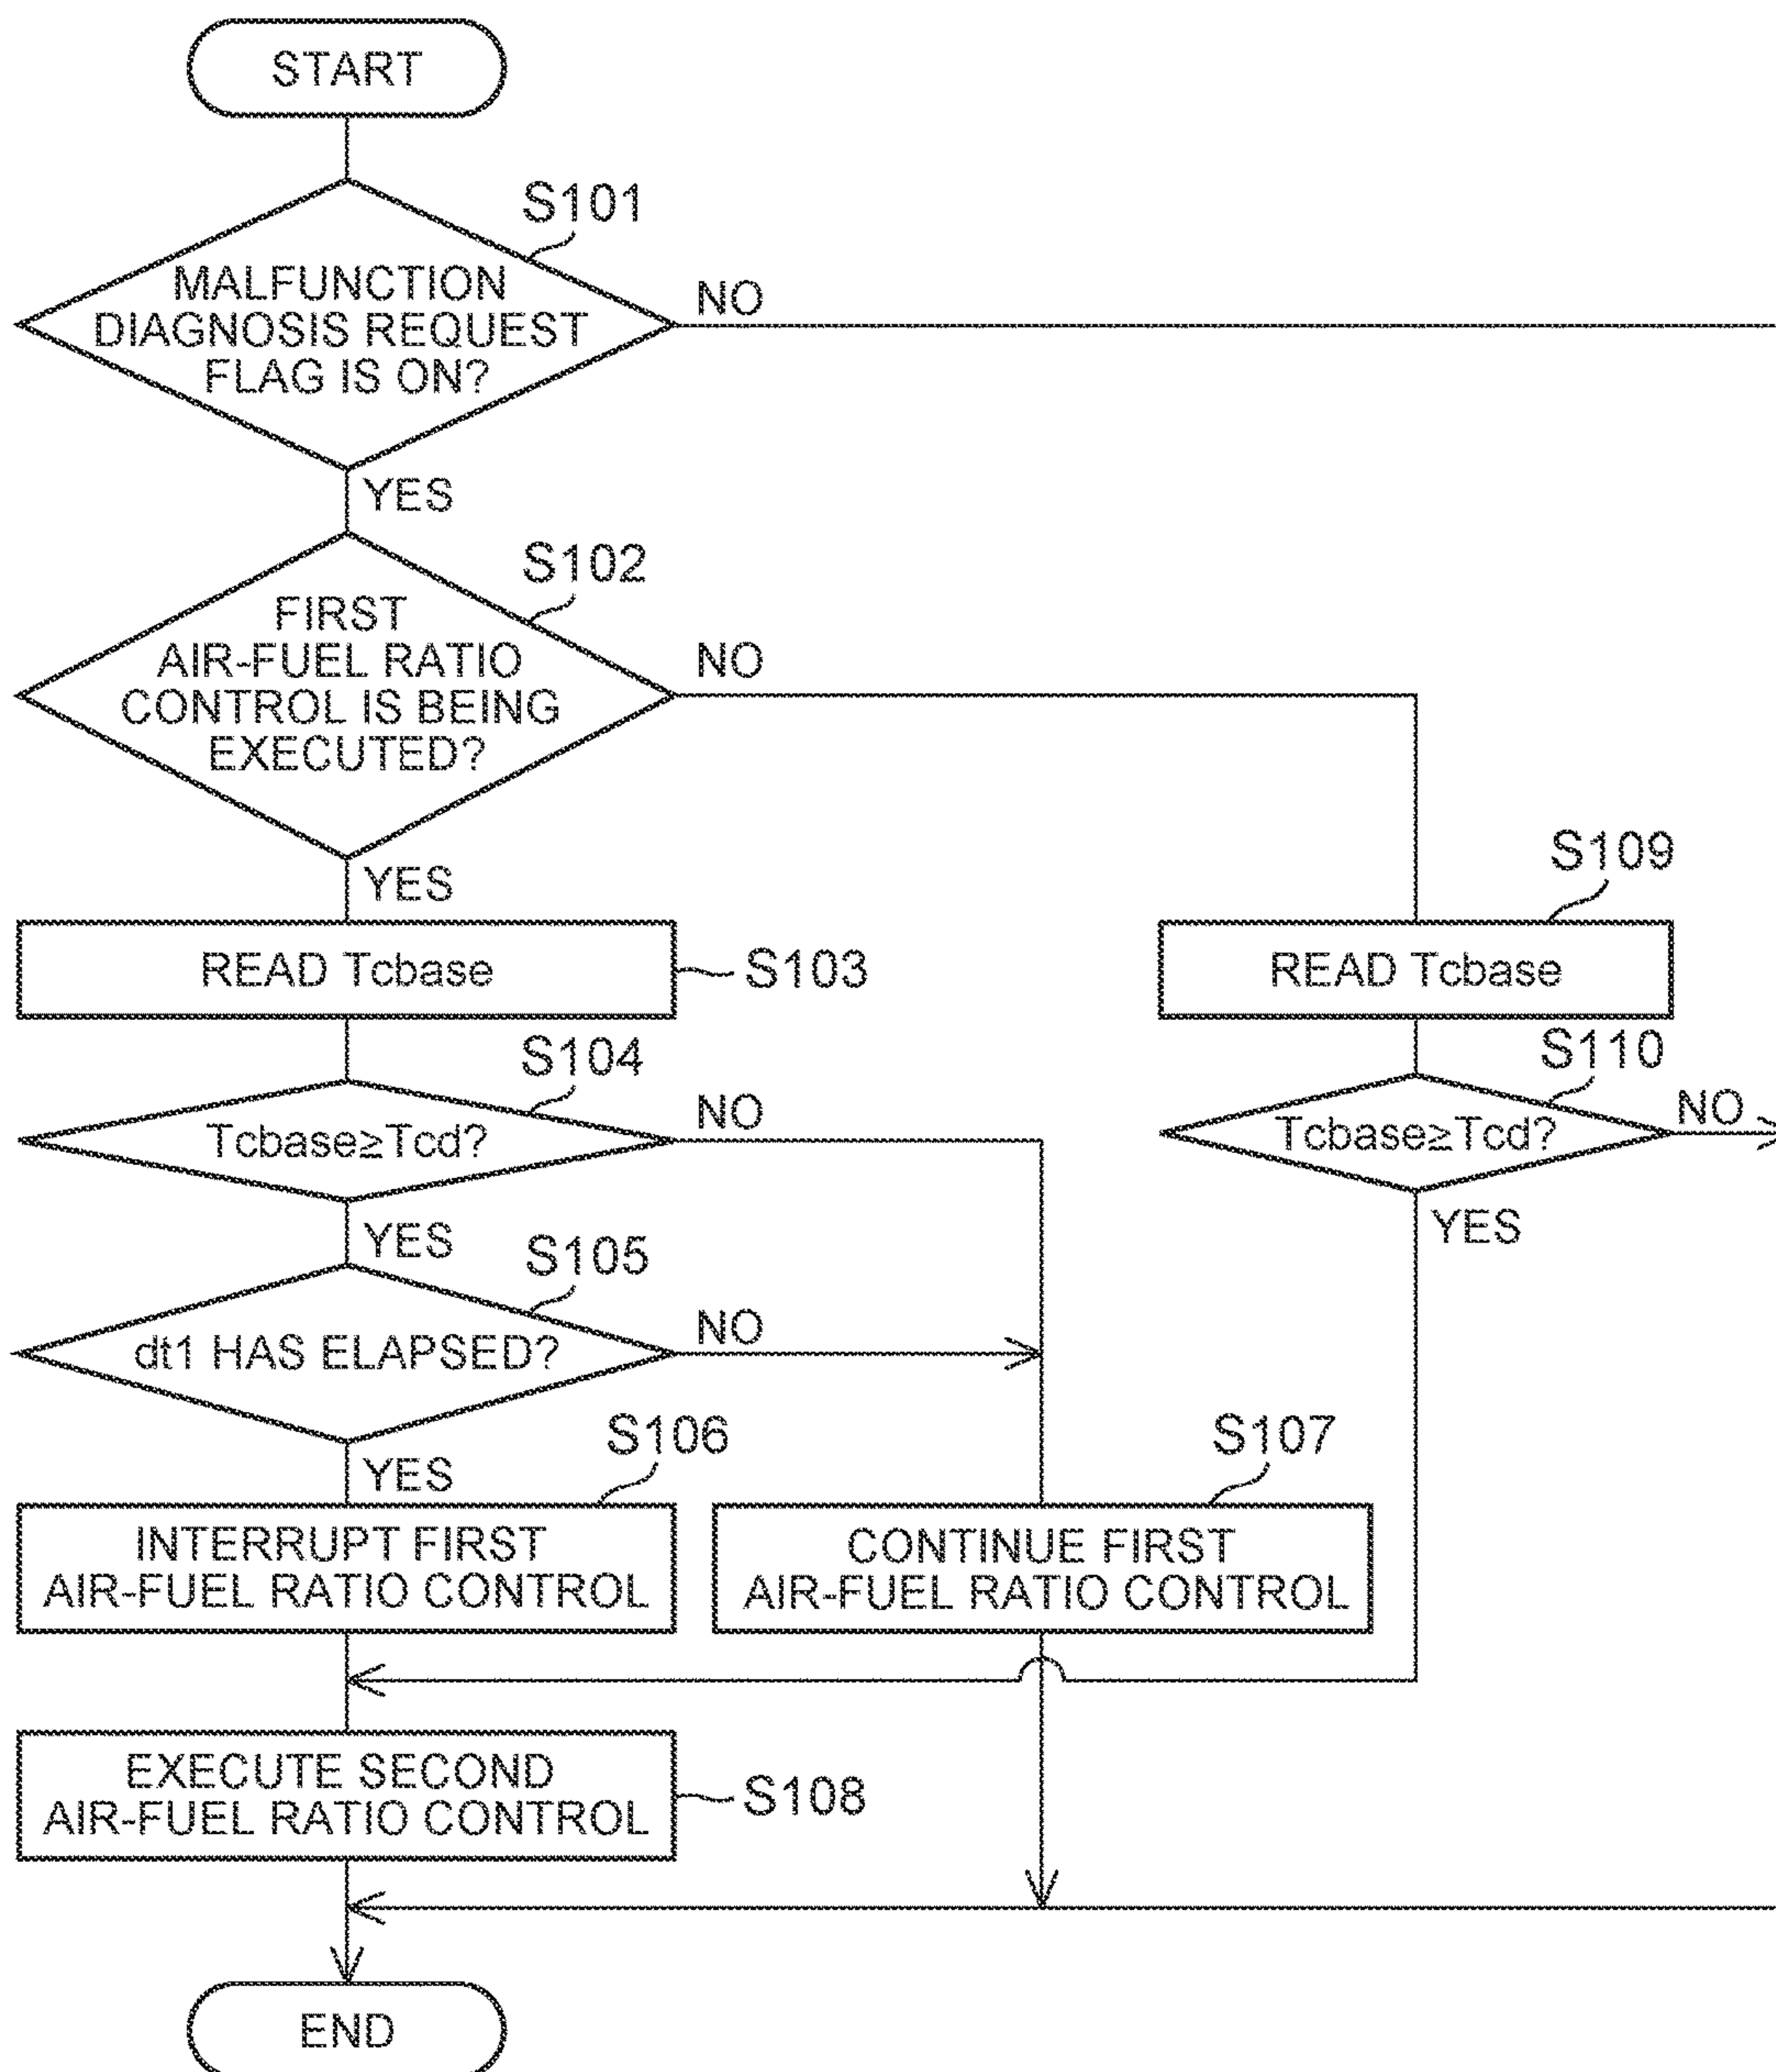 START
S101
MALFUNCTION
DIAGNOSIS REQUEST
FLAG IS ON?
NO
YES
S102
FIRST
AIR-FUEL RATIO
CONTROL IS BEING
EXECUTED?
NO
YES
S109
READ Tcbase
S103
READ Tcbase
S104
Tcbase≥Tcd?
NO
S110
Tcbase≥Tcd?
NO
YES
YES
S105
dt1 HAS ELAPSED?
NO
YES
S106
S107
INTERRUPT FIRST
AIR-FUEL RATIO CONTROL
CONTINUE FIRST
AIR-FUEL RATIO CONTROL
EXECUTE SECOND
AIR-FUEL RATIO CONTROL
S108
END